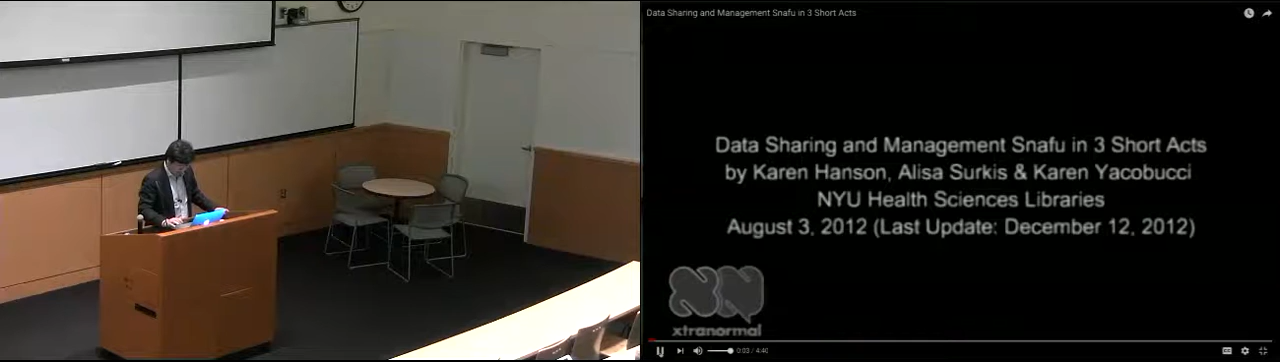 Data Sharing and Management Snafu in 3 Short Acts
Data Sharing and Management Snafu in 3 Short Acts
by Karen Hanson, Alisa Surkis & Karen Yacobucci
NYU Health Sciences Libraries
August 3, 2012 (Last Update: December 12, 2012)
xtranormal
0:03 / 4:40